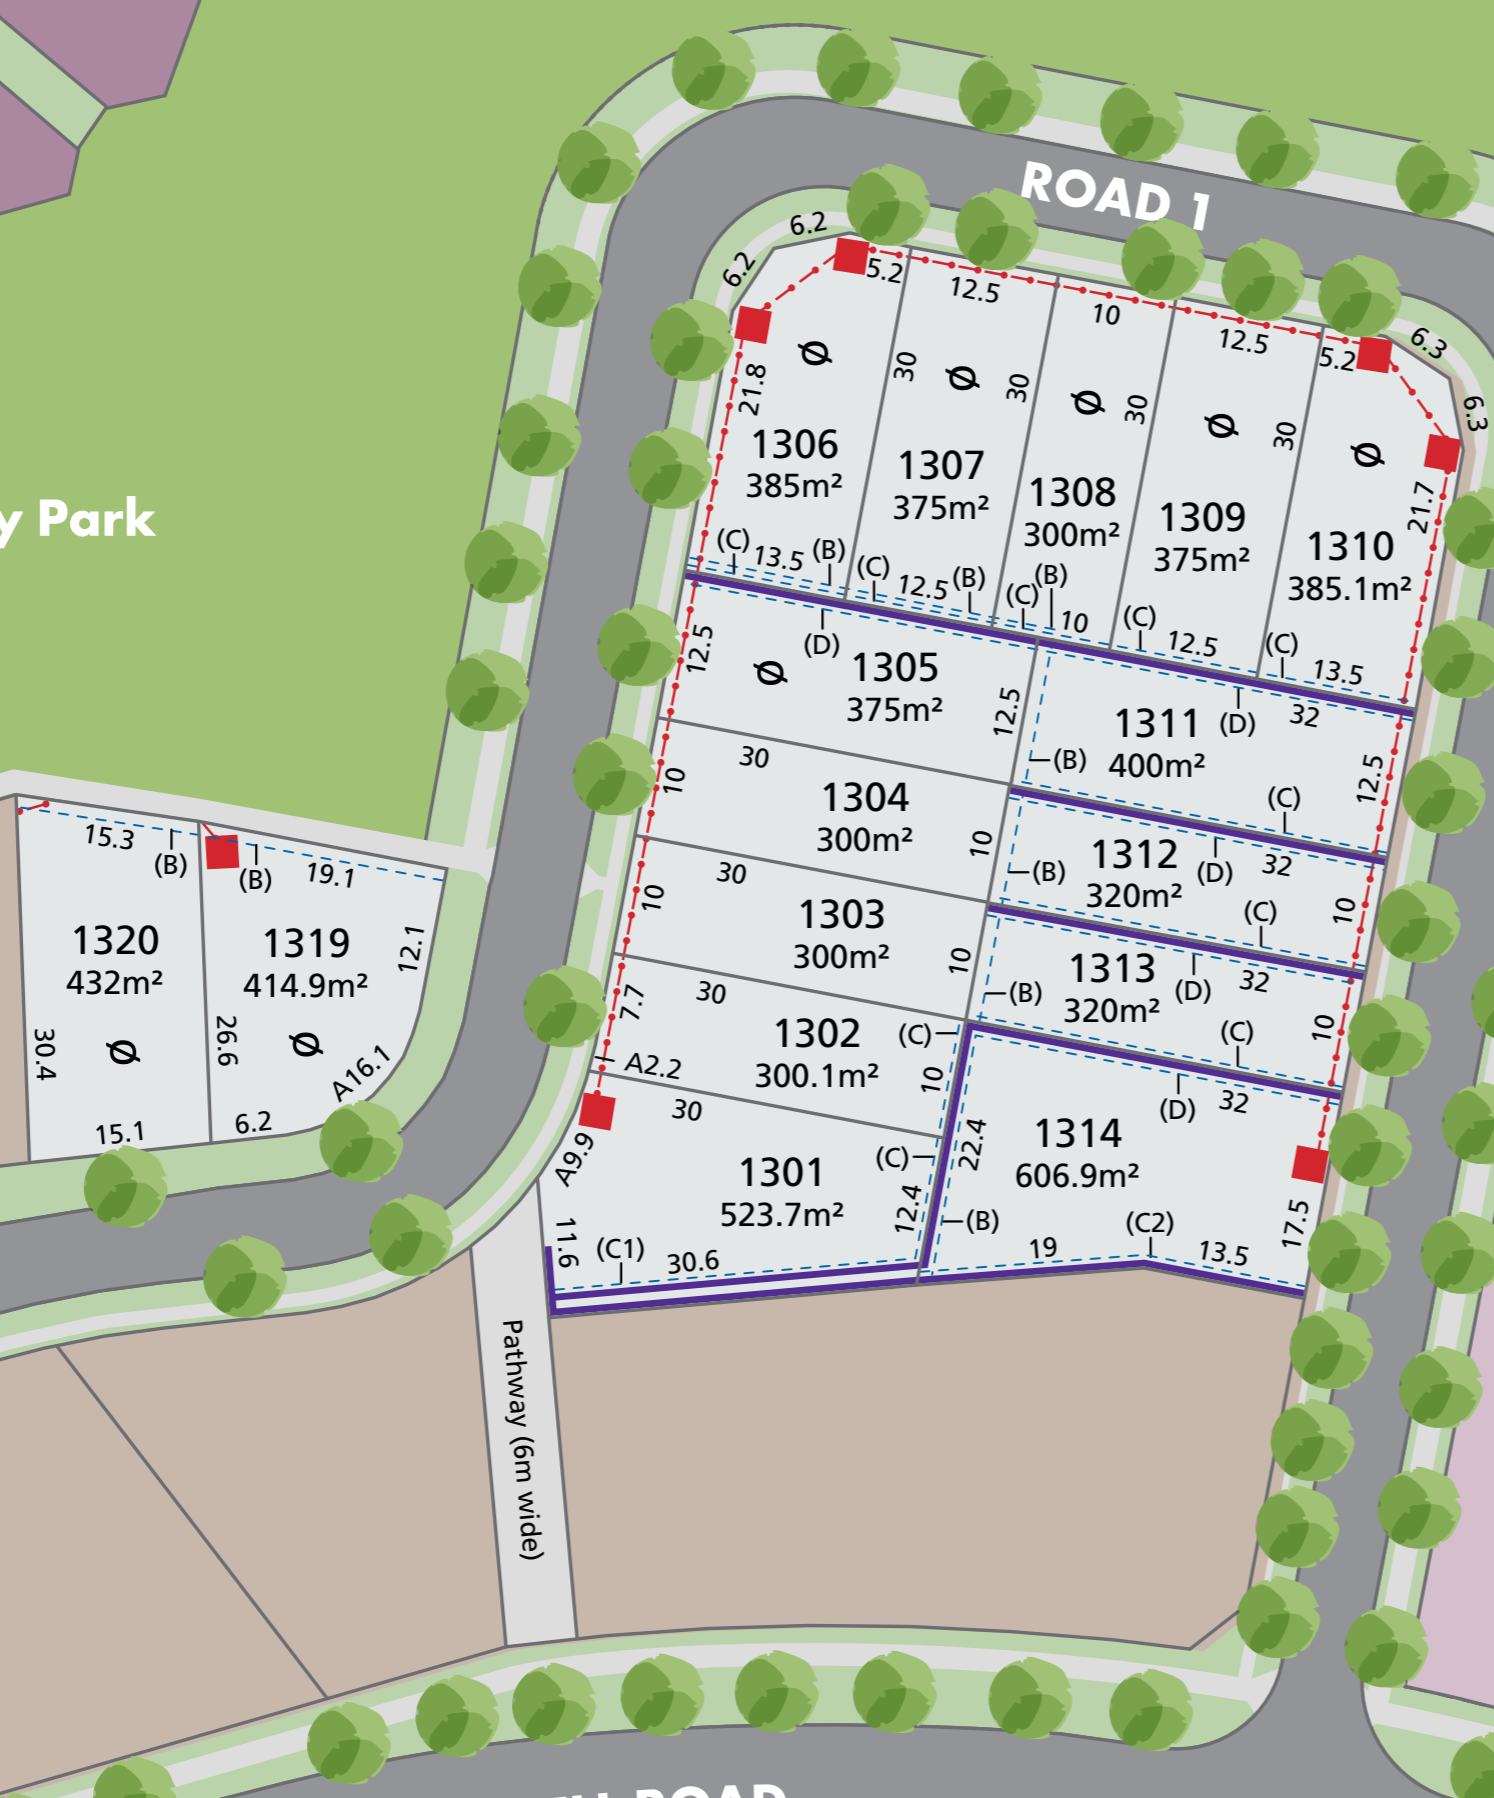 ROAD 1
6.2
6.2
5.2
12.5
10
12.5
5.2
6.3
6.3
21.8
30
30
30
30
21.7
Ø
Ø
Ø
Ø
Ø
1306
385m²
1307
375m²
1308
300m²
1309
375m²
1310
385.1m²
y Park
(C)
13.5
(B)
(C)
12.5
(B)
(C)
(B)
10
(C)
12.5
(C)
13.5
12.5
(D)
Ø
1305
375m²
12.5
1311
400m²
(D)
32
(B)
12.5
(C)
30
10
1304
300m²
10
1312
320m²
(D)
32
(B)
10
(C)
30
10
1303
300m²
10
1313
320m²
(D)
32
(B)
10
(C)
30
7.7
1302
300.1m²
(C)
10
A2.2
30
1314
606.9m²
(D)
32
22.4
(C)
A9.9
1301
523.7m²
12.4
(B)
(C2)
19
13.5
17.5
11.6
(C1)
30.6
15.3
(B)
(B)
19.1
1320
432m²
1319
414.9m²
12.1
30.4
Ø
26.6
Ø
A16.1
15.1
6.2
Pathway (6m wide)
ROAD